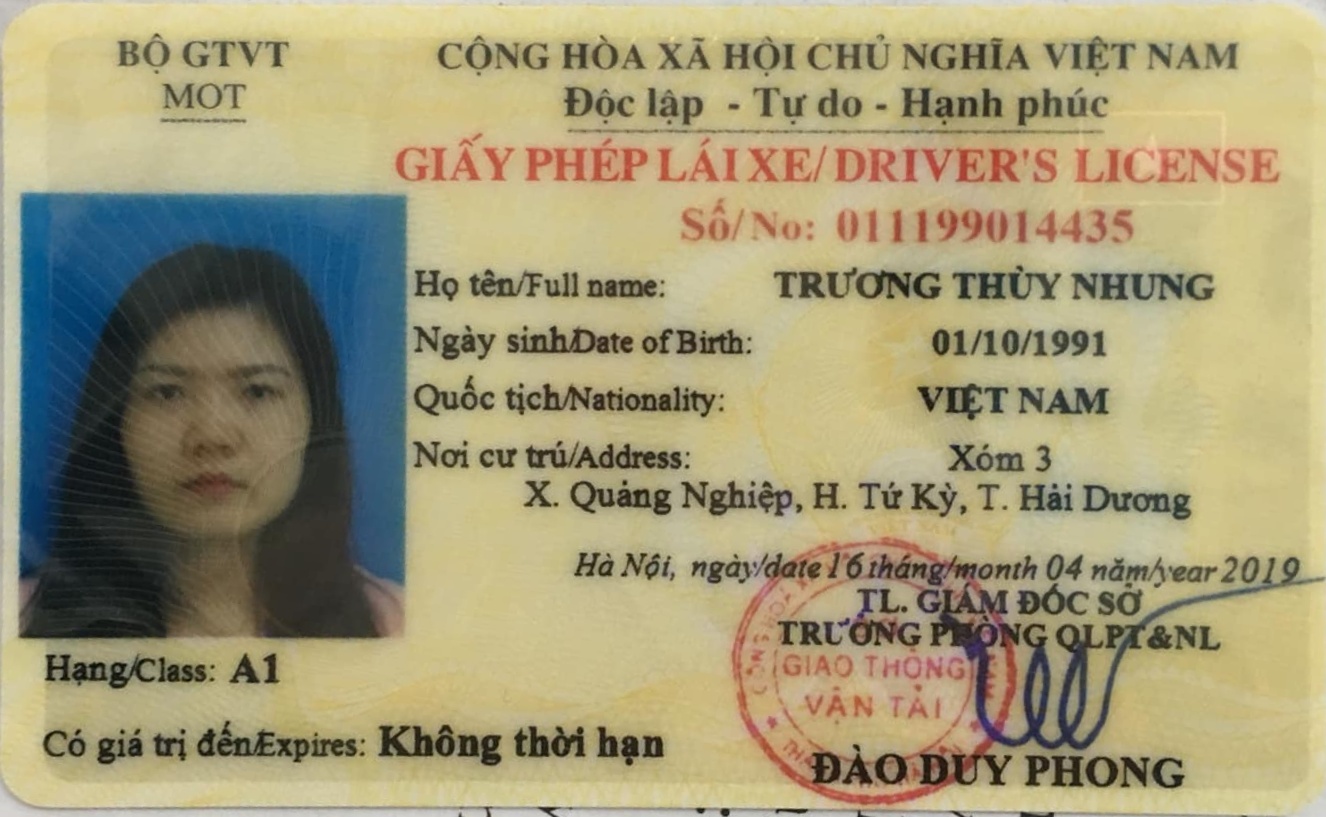 BỘ GTVT
MOT
CỘNG HÒA XÃ HỘI CHỦ NGHĨA VIỆT NAM
Độc lập - Tự do - Hạnh phúc
GIẤY PHÉP LÁI XE/ DRIVER'S LICENSE
Số/ No: 011199014435
Họ tên/Full name: TRƯƠNG THÙY NHUNG
Ngày sinh/Date of Birth: 01/10/1991
Quốc tịch/Nationality: VIỆT NAM
Nơi cư trú/Address: Xóm 3
X. Quảng Nghiệp, H. Tứ Kỳ, T. Hải Dương
Hà Nội, ngày/date 16 tháng/month 04 năm/year 2019
TL. GIÁM ĐỐC SỞ
TRƯỞNG PHÒNG QLPT&NL
GIAO THÔNG
VẬN TẢI
ĐÀO DUY PHONG
Hạng/Class: A1
Có giá trị đến/Expires: Không thời hạn